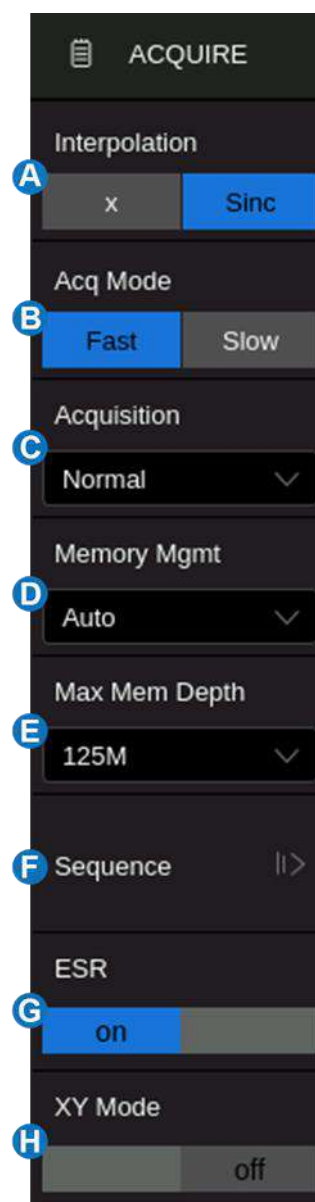 ACQUIRE
Interpolation
A
x Sinc
Acq Mode
B
Fast Slow
Acquisition
C
Normal
Memory Mgmt
D
Auto
Max Mem Depth
E
125M
F Sequence
ESR
G
on
XY Mode
H
off